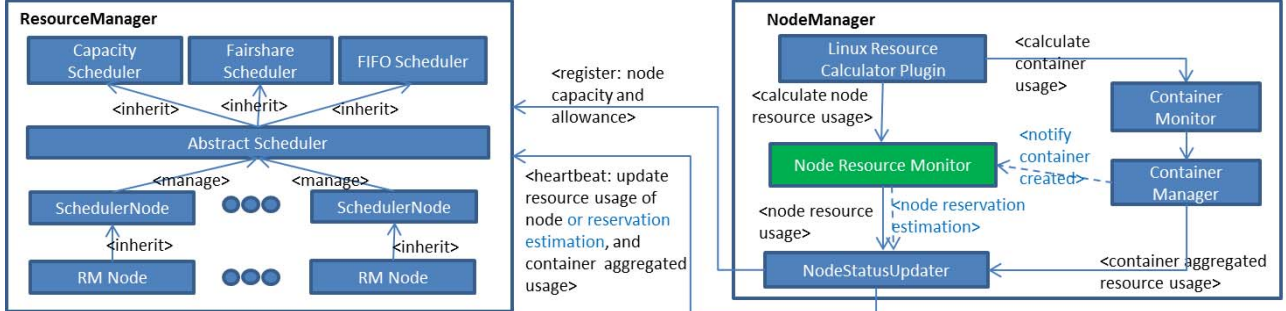 ResourceManager
Capacity
Scheduler
Fairshare
Scheduler
FIFO Scheduler
<inherit>
<inherit>
<inherit>
Abstract Scheduler
<manage>
<manage>
SchedulerNode
SchedulerNode
<inherit>
<inherit>
RM Node
RM Node
<register: node
capacity and
allowance>
<heartbeat: update
resource usage of
node or reservation
estimation, and
container aggregated
usage>
NodeManager
Linux Resource
Calculator Plugin
<calculate
container
usage>
<calculate node
resource usage>
Container
Monitor
Node Resource Monitor
<notify
container
created>
Container
Manager
<node resource
usage>
<node reservation
estimation>
NodeStatusUpdater
<container aggregated
resource usage>